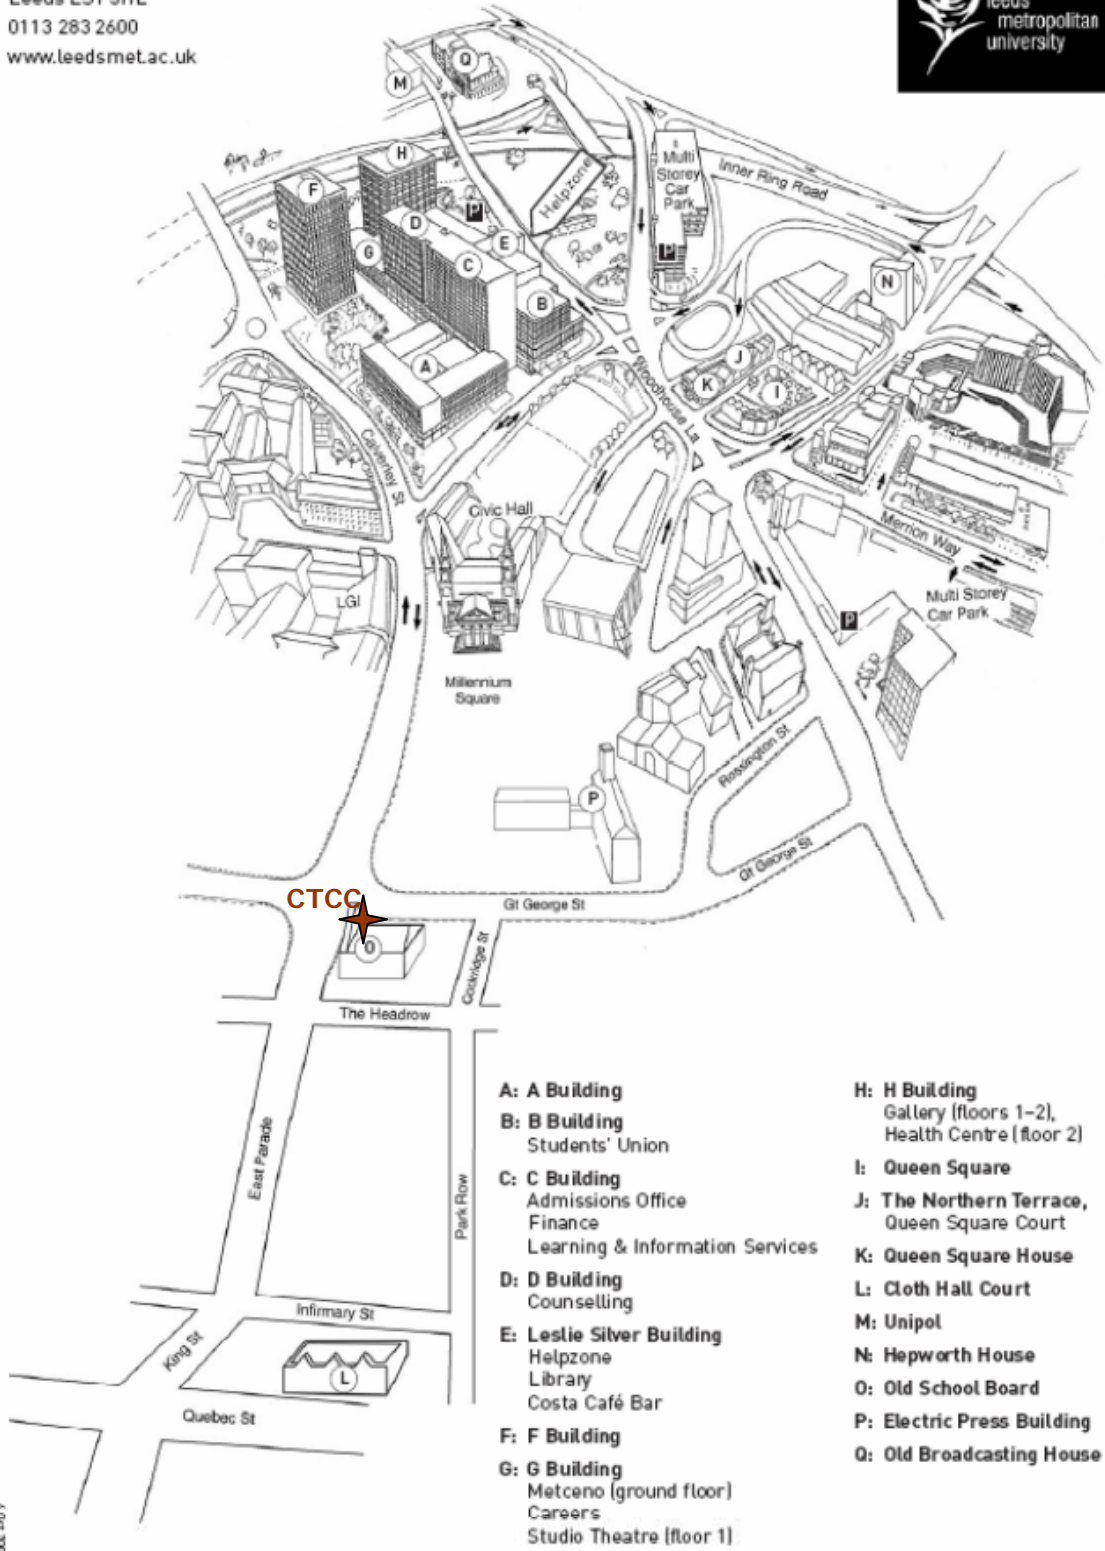 0113 283 2600
www.leedsmet.ac.uk
leeds
metropolitan
university
Q
M
H
F
D
P
E
G
C
B
A
Helpzone
Multi
Storey
Car
Park
P
Inner Ring Road
N
J
K
I
Woodhouse La
Calverley St
Civic Hall
LGI
Merrion Way
Multi Storey
Car Park
P
Millennium
Square
P
Rossington St
Gt George St
Gt George St
CTCC
O
Cockridge St
The Headrow
East Parade
Park Row
Infirmary St
King St
L
Quebec St
A: A Building
B: B Building
Students' Union
C: C Building
Admissions Office
Finance
Learning & Information Services
D: D Building
Counselling
E: Leslie Silver Building
Helpzone
Library
Costa Café Bar
F: F Building
G: G Building
Metceno (ground floor)
Careers
Studio Theatre (floor 1)
H: H Building
Gallery (floors 1–2),
Health Centre (floor 2)
I: Queen Square
J: The Northern Terrace,
Queen Square Court
K: Queen Square House
L: Cloth Hall Court
M: Unipol
N: Hepworth House
O: Old School Board
P: Electric Press Building
Q: Old Broadcasting House